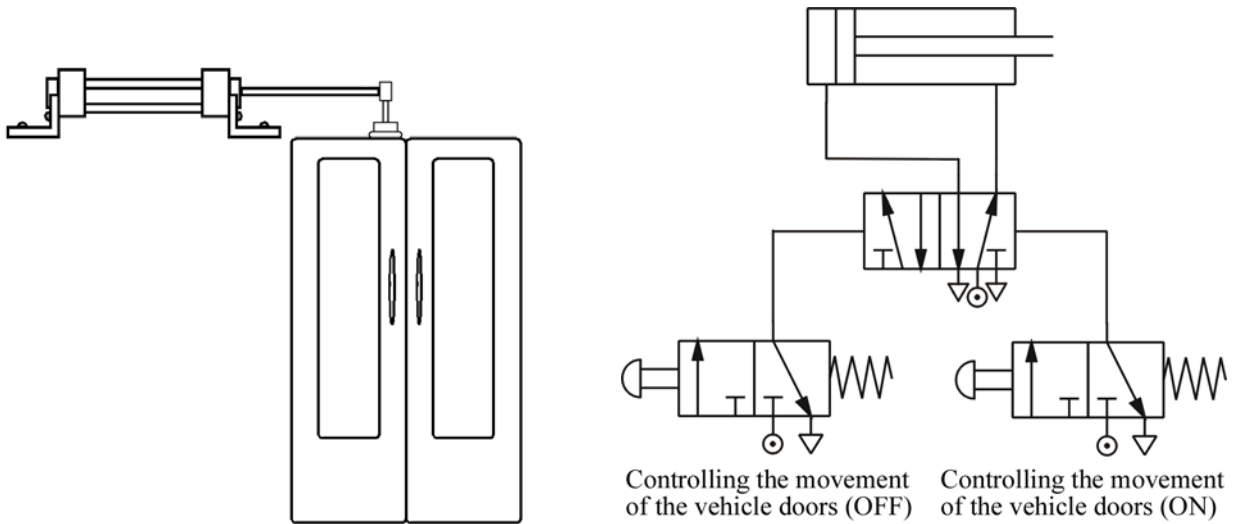 Controlling the movement
of the vehicle doors (OFF)
Controlling the movement
of the vehicle doors (ON)